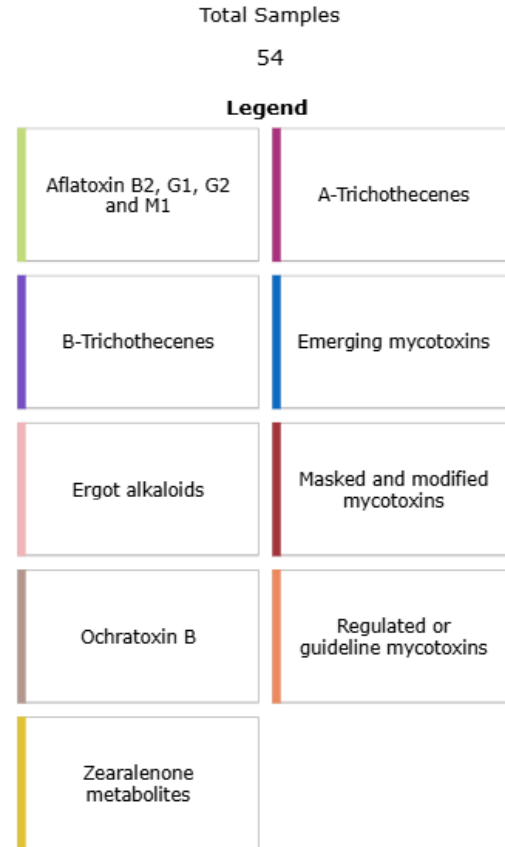 Total Samples
54
Legend
Aflatoxin B2, G1, G2
and M1
A-Trichothecenes
B-Trichothecenes
Emerging mycotoxins
Ergot alkaloids
Masked and modified
mycotoxins
Ochratoxin B
Regulated or
guideline mycotoxins
Zearalenone
metabolites